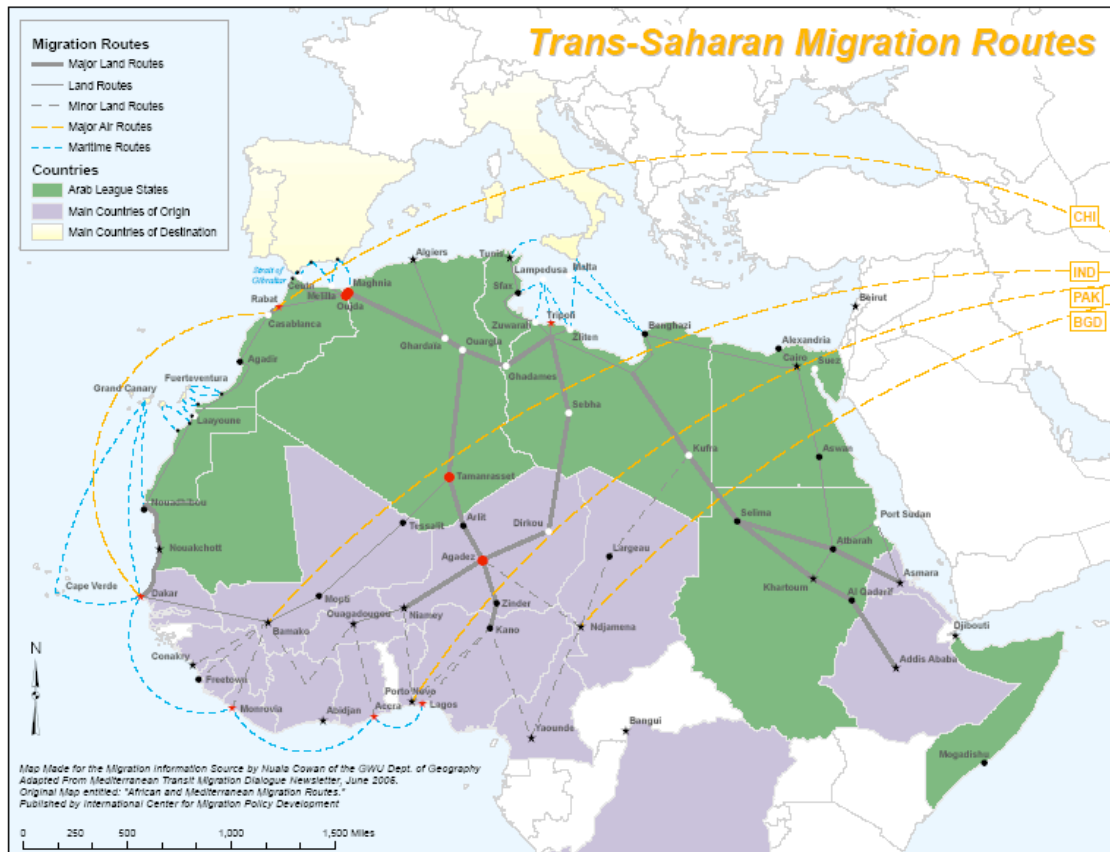 Trans-Saharan Migration Routes
Migration Routes
Major Land Routes
Land Routes
Minor Land Routes
Major Air Routes
Maritime Routes
Countries
Arab League States
Main Countries of Origin
Main Countries of Destination
CHI
IND
PAK
BGD
Strait of
Gibraltar
Ceuta
Melilla
Maghnia
Oujda
Rabat
Casablanca
Algiers
Tunis
Lampedusa
Malta
Sfax
Zuwarah
Tripoli
Zliten
Benghazi
Beirut
Alexandria
Cairo
Suez
Agadir
Ghardaïa
Ouargla
Ghadames
Grand Canary
Fuerteventura
Laayoune
Sebha
Kufra
Aswan
Tamanrasset
Nouadhibou
Tessalit
Arlit
Dirkou
Selima
Port Sudan
Nouakchott
Agadez
Largeau
Atbarah
Asmara
Khartoum
Al Qadarif
Cape Verde
Dakar
Mopti
Ouagadougou
Niamey
Zinder
Bamako
Kano
Ndjamena
Djibouti
Conakry
Freetown
Addis Ababa
Monrovia
Abidjan
Accra
Porto Novo
Lagos
Yaounde
Bangui
Mogadishu
N
Map Made for the Migration Information Source by Nuala Cowan of the GWU Dept. of Geography
Adapted From Mediterranean Transit Migration Dialogue Newsletter, June 2006.
Original Map entitled: "African and Mediterranean Migration Routes."
Published by International Center for Migration Policy Development
0 250 500 1,000 1,500 Miles